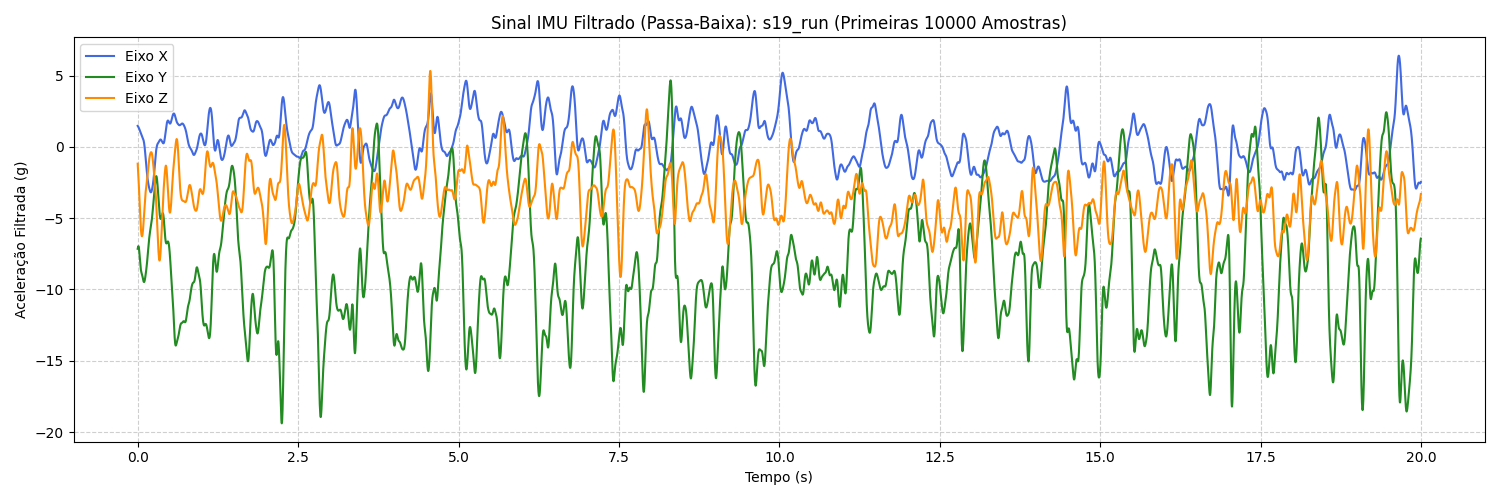 Sinal IMU Filtrado (Passa-Baixa): s19_run (Primeiras 10000 Amostras)
Eixo X
Eixo Y
Eixo Z
Aceleração Filtrada (g)
5
0
−5
−10
−15
−20
0.0 2.5 5.0 7.5 10.0 12.5 15.0 17.5 20.0
Tempo (s)